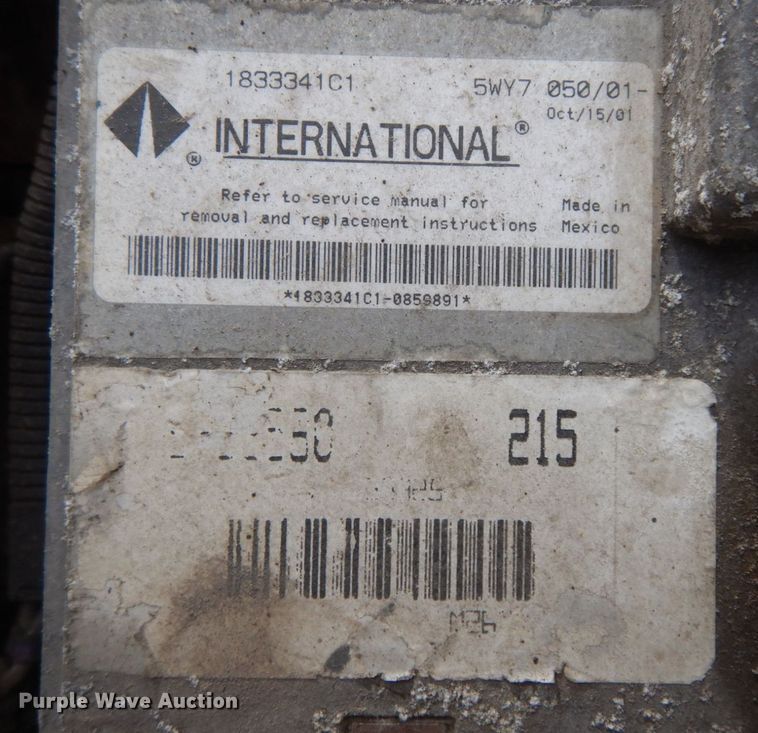 1833341C1 5WY7 050/01-
Oct/15/01
INTERNATIONAL®
®
Refer to service manual for
removal and replacement instructions
Made in
Mexico
*1833341C1-0859891*
215
M26
Purple Wave Auction